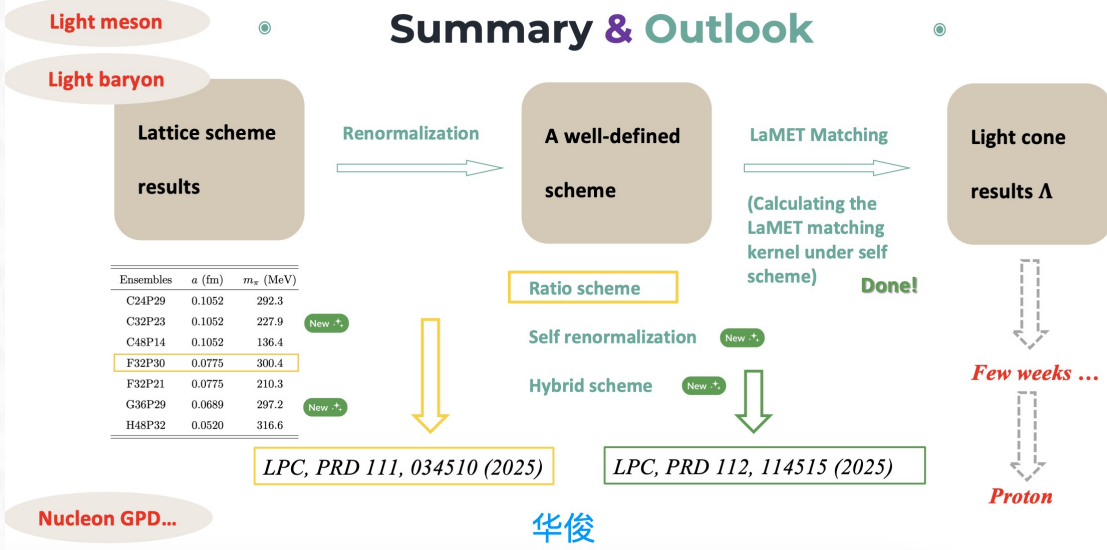 Light meson
Summary & Outlook
Light baryon
Lattice scheme
results
Renormalization
A well-defined
scheme
LaMET Matching
(Calculating the
LaMET matching
kernel under self
scheme)
Done!
Light cone
results Λ
Ensembles a (fm) mπ (MeV)
C24P29 0.1052 292.3
C32P23 0.1052 227.9 New
C48P14 0.1052 136.4
F32P30 0.0775 300.4
F32P21 0.0775 210.3
G36P29 0.0689 297.2 New
H48P32 0.0520 316.6
Ratio scheme
Self renormalization New
Hybrid scheme New
Few weeks …
LPC, PRD 111, 034510 (2025)
LPC, PRD 112, 114515 (2025)
Proton
Nucleon GPD…
华俊